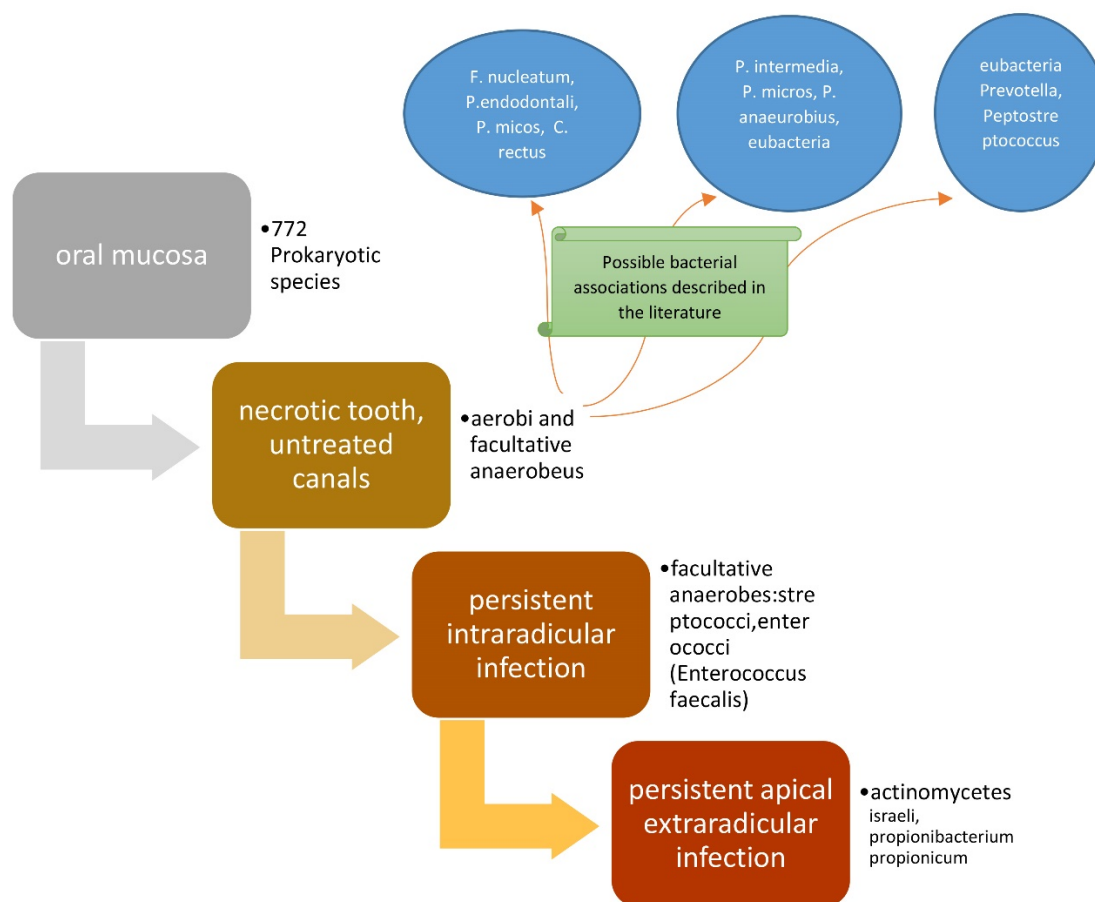 F. nucleatum,
P.endodontali,
P. micos, C.
rectus
P. intermedia,
P. micros, P.
anaeurobius,
eubacteria
eubacteria
Prevotella,
Peptostre
ptococcus
oral mucosa
•772
Prokaryotic
species
Possible bacterial
associations described in
the literature
necrotic tooth,
untreated
canals
•aerobi and
facultative
anaerobeus
persistent
intraradicular
infection
•facultative
anaerobes:stre
ptococci,enter
ococci
(Enterococcus
faecalis)
persistent apical
extraradicular
infection
•actinomycetes
israeli,
propionibacterium
propionicum